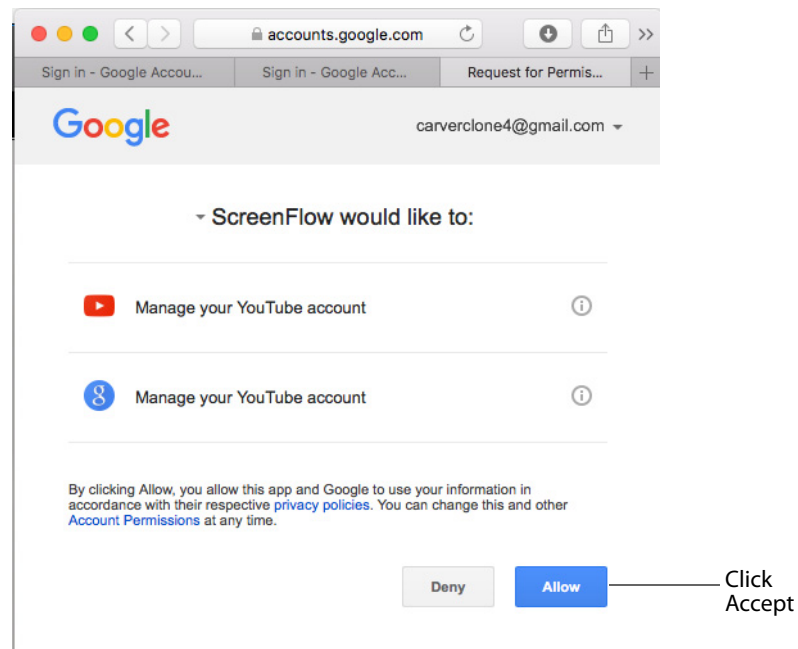 accounts.google.com
>>
Sign in - Google Accou...
Sign in - Google Acc...
Request for Permis...
+
Google
carverclone4@gmail.com
ScreenFlow would like to:
Manage your YouTube account
8 Manage your YouTube account
By clicking Allow, you allow this app and Google to use your information in
accordance with their respective privacy policies. You can change this and other
Account Permissions at any time.
Deny
Allow
Click
Accept